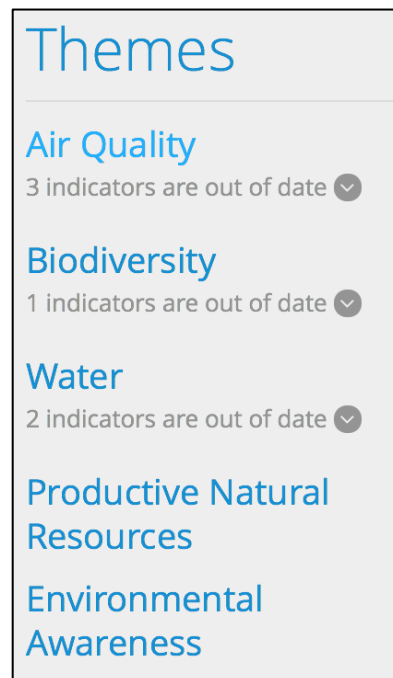 Themes
Air Quality
3 indicators are out of date
Biodiversity
1 indicators are out of date
Water
2 indicators are out of date
Productive Natural
Resources
Environmental
Awareness